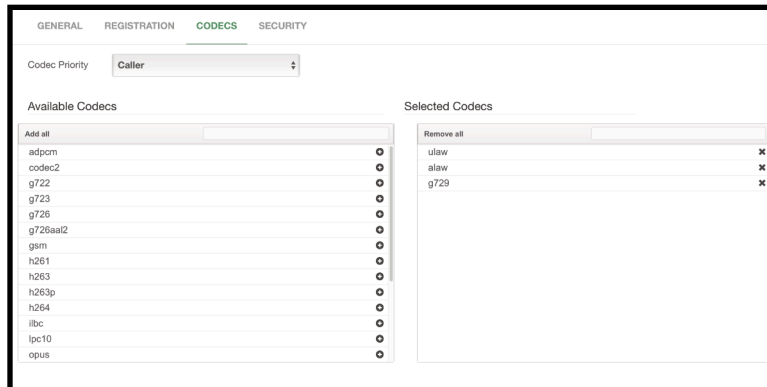 GENERAL REGISTRATION CODECS SECURITY
Codec Priority Caller
Available Codecs
Add all
adpcm
codec2
g722
g723
g726
g726aal2
gsm
h261
h263
h263p
h264
ilbc
lpc10
opus
Selected Codecs
Remove all
ulaw
alaw
g729